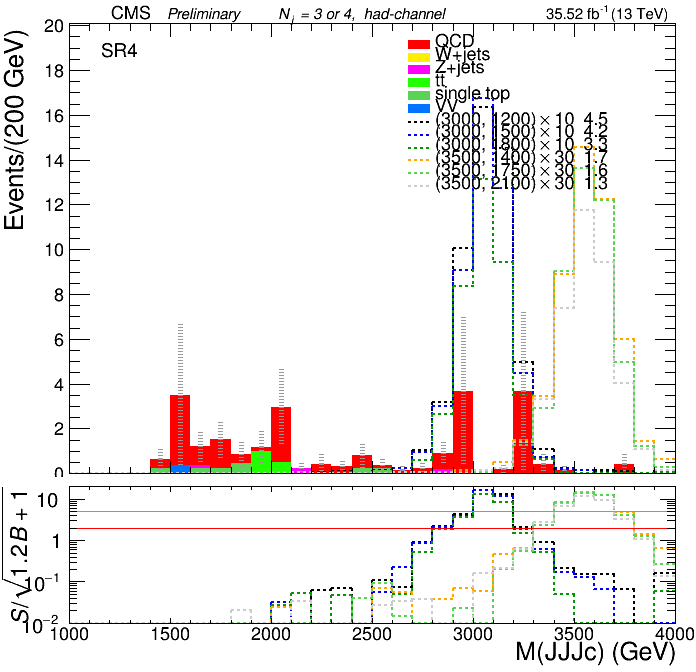 CMS Preliminary N_j = 3 or 4, had-channel 35.52 fb⁻¹ (13 TeV)
SR4
QCD
W+jets
Z+jets
tt
single top
VV
(3000, 1200) × 10 4.5
(3000, 1500) × 10 4.2
(3000, 1800) × 10 3.3
(3500, 400) × 30 1.7
(3500, 750) × 30 1.6
(3500, 2100) × 30 1.3
Events/(200 GeV)
20
18
16
14
12
10
8
6
4
2
0
S/√1.2B + 1
10
1
10⁻¹
10⁻²
1000 1500 2000 2500 3000 3500 4000
M(JJJc) (GeV)